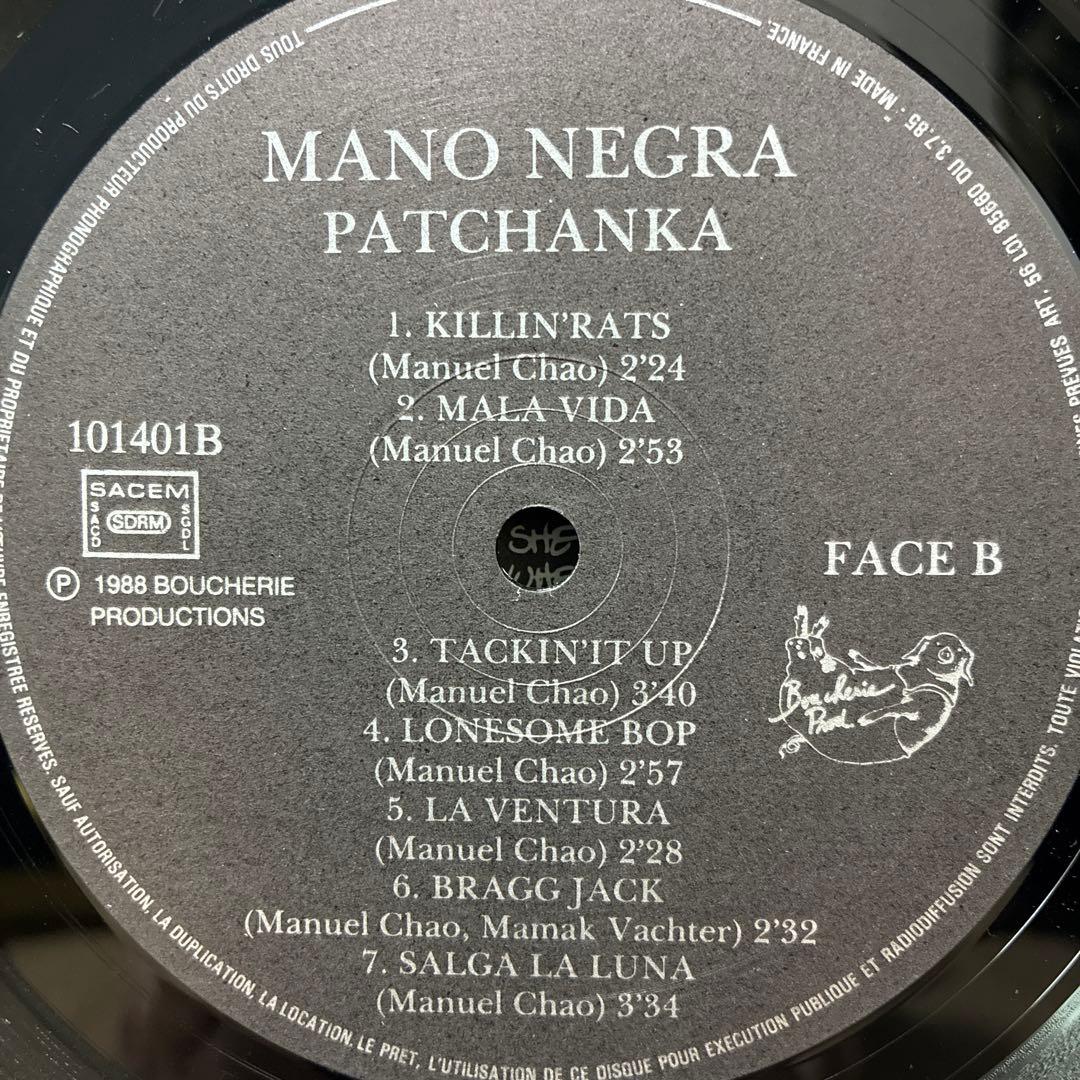 MANO NEGRA
PATCHANKA
1. KILLIN'RATS
(Manuel Chao) 2'24
2. MALA VIDA
(Manuel Chao) 2'53
101401B
SACEM
SACD
SDRM
SGDL
Ⓟ 1988 BOUCHERIE
PRODUCTIONS
SHE
FACE B
Boucherie
Prod.
3. TACKIN'IT UP
(Manuel Chao) 3'40
4. LONESOME BOP
(Manuel Chao) 2'57
5. LA VENTURA
(Manuel Chao) 2'28
6. BRAGG JACK
(Manuel Chao, Mamak Vachter) 2'32
7. SALGA LA LUNA
(Manuel Chao) 3'34
TOUS DROITS DU PRODUCTEUR PHONOGRAPHIQUE ET DU PROPRIETAIRE DE L'ŒUVRE ENREGISTREE RESERVES. SAUF AUTORISATION, LA DUPLICATION, LA LOCATION, LE PRET, L'UTILISATION DE CE DISQUE POUR EXECUTION PUBLIQUE ET RADIODIFFUSION SONT INTERDITS. TOUTE PREVUES ART, 56 LOI 85660 DU 3.7.85 - MADE IN FRANCE.